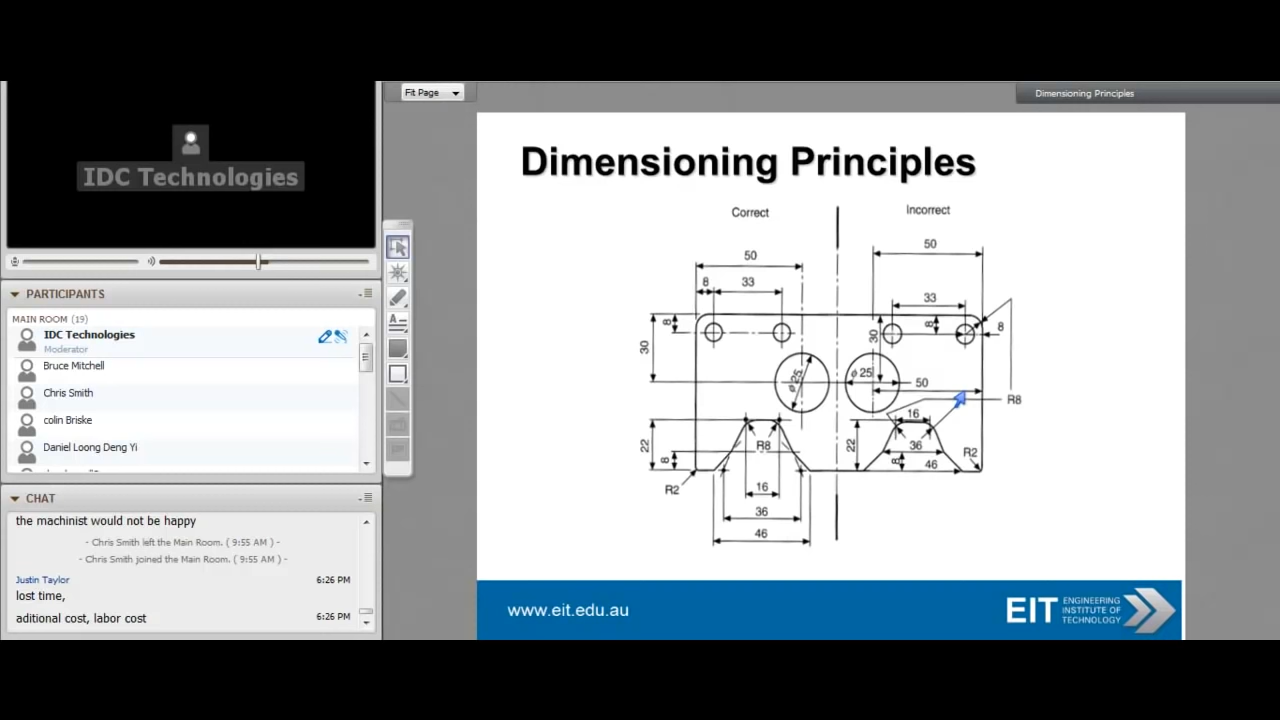 Fit Page
Dimensioning Principles
IDC Technologies
PARTICIPANTS
MAIN ROOM (19)
IDC Technologies
Moderator
Bruce Mitchell
Chris Smith
colin Briske
Daniel Loong Deng Yi
CHAT
the machinist would not be happy
- Chris Smith left the Main Room. ( 9:55 AM ) -
- Chris Smith joined the Main Room. ( 9:55 AM ) -
Justin Taylor 6:26 PM
lost time,
aditional cost, labor cost 6:26 PM
Dimensioning Principles
Correct
Incorrect
50
8 33
8
30
ϕ25
22
8
R8
R2
16
36
46
50
33
8
8
30
ϕ 25
50
R8
16
22
36
8
46
R2
www.eit.edu.au
EIT
ENGINEERING
INSTITUTE OF
TECHNOLOGY